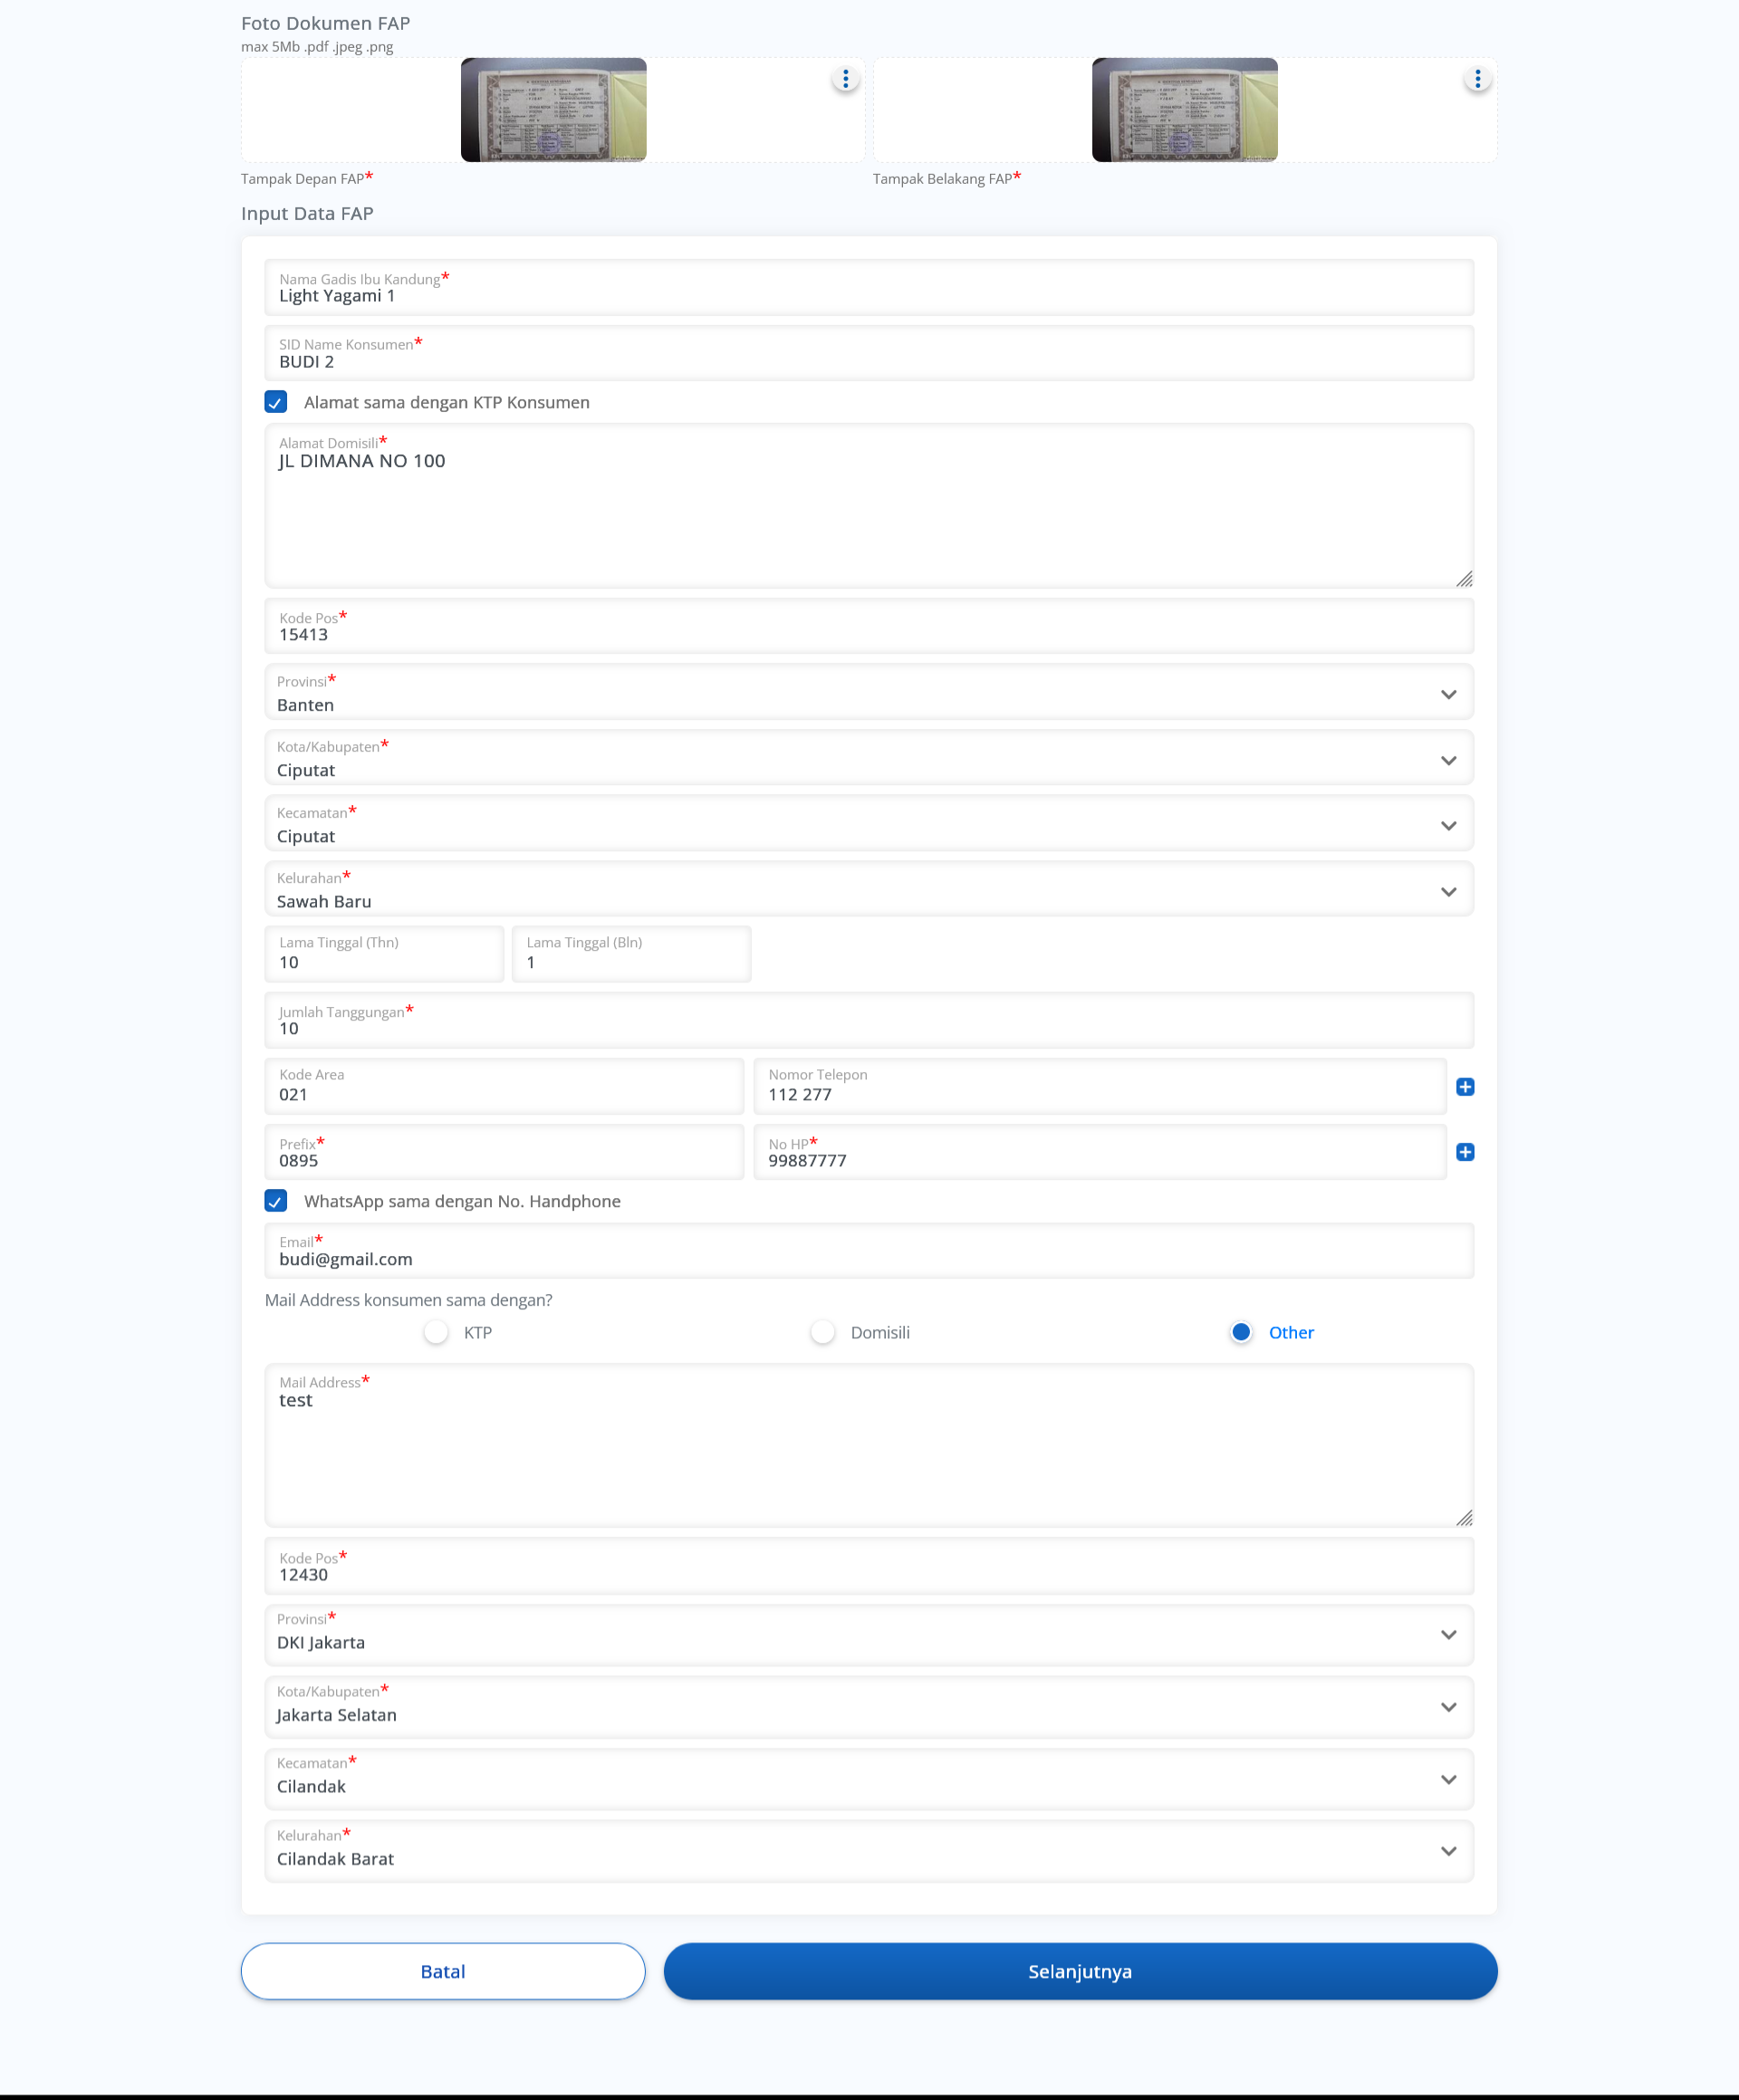 Foto Dokumen FAP
max 5Mb .pdf .jpeg .png
Tampak Depan FAP*
Tampak Belakang FAP*
Input Data FAP
Nama Gadis Ibu Kandung*
Light Yagami 1
SID Name Konsumen*
BUDI 2
Alamat sama dengan KTP Konsumen
Alamat Domisili*
JL DIMANA NO 100
Kode Pos*
15413
Provinsi*
Banten
Kota/Kabupaten*
Ciputat
Kecamatan*
Ciputat
Kelurahan*
Sawah Baru
Lama Tinggal (Thn)
10
Lama Tinggal (Bln)
1
Jumlah Tanggungan*
10
Kode Area
021
Nomor Telepon
112 277
Prefix*
0895
No HP*
99887777
WhatsApp sama dengan No. Handphone
Email*
budi@gmail.com
Mail Address konsumen sama dengan?
KTP
Domisili
Other
Mail Address*
test
Kode Pos*
12430
Provinsi*
DKI Jakarta
Kota/Kabupaten*
Jakarta Selatan
Kecamatan*
Cilandak
Kelurahan*
Cilandak Barat
Batal
Selanjutnya